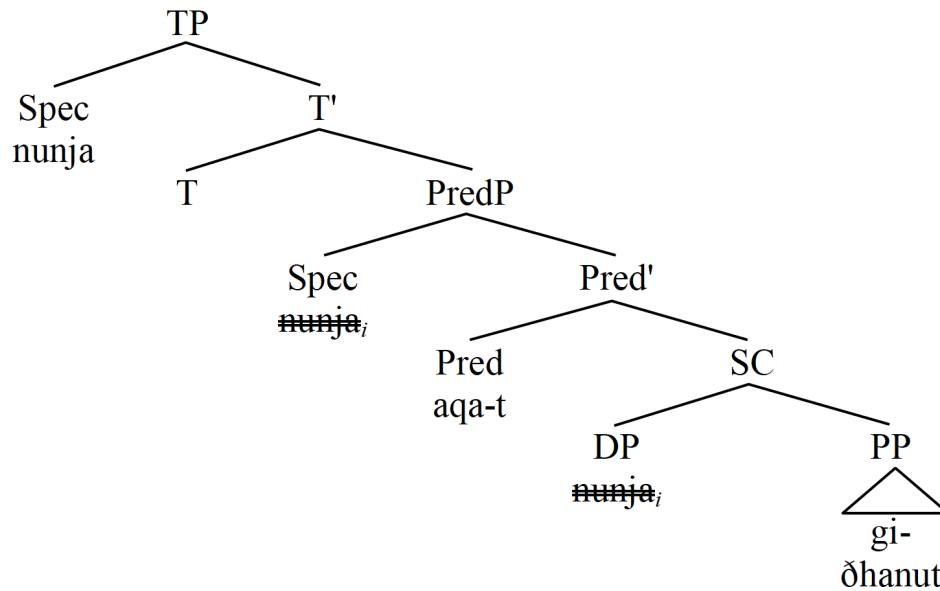 TP
Spec T'
nunja
T PredP
Spec Pred'
nunjaᵢ
Pred SC
aqa-t
DP PP
nunjaᵢ
gi-
ðhanut